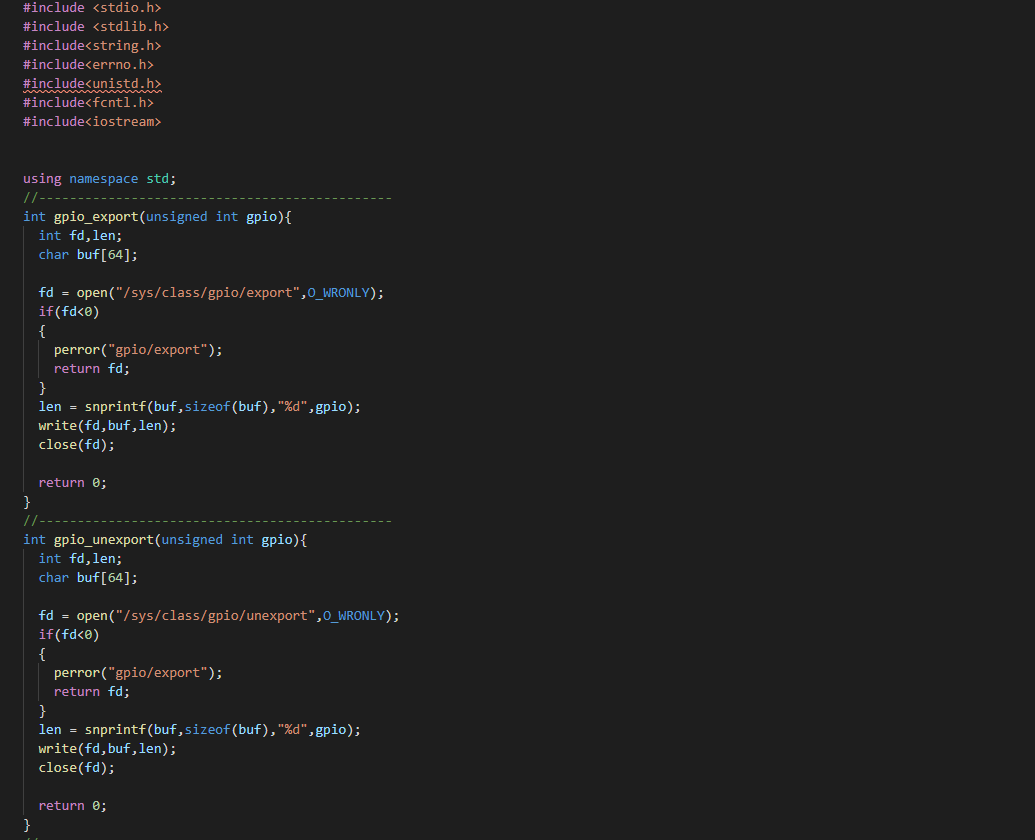 #include <stdio.h>
#include <stdlib.h>
#include<string.h>
#include<errno.h>
#include<unistd.h>
#include<fcntl.h>
#include<iostream>
using namespace std;
//----------------------------------------------
int gpio_export(unsigned int gpio){
int fd,len;
char buf[64];
fd = open("/sys/class/gpio/export",O_WRONLY);
if(fd<0)
{
perror("gpio/export");
return fd;
}
len = snprintf(buf,sizeof(buf),"%d",gpio);
write(fd,buf,len);
close(fd);
return 0;
}
//----------------------------------------------
int gpio_unexport(unsigned int gpio){
int fd,len;
char buf[64];
fd = open("/sys/class/gpio/unexport",O_WRONLY);
if(fd<0)
{
perror("gpio/export");
return fd;
}
len = snprintf(buf,sizeof(buf),"%d",gpio);
write(fd,buf,len);
close(fd);
return 0;
}